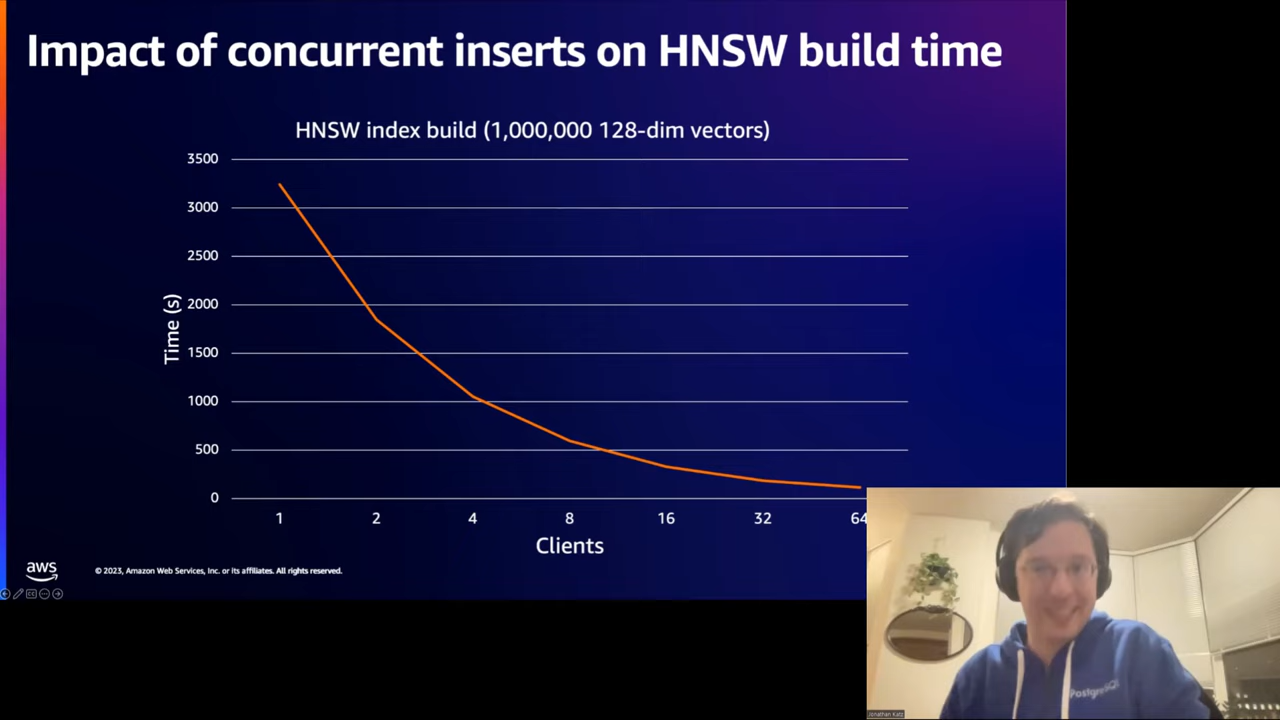 Impact of concurrent inserts on HNSW build time
HNSW index build (1,000,000 128-dim vectors)
3500
3000
2500
2000
1500
1000
500
0
Time (s)
1 2 4 8 16 32 64
Clients
aws
© 2023, Amazon Web Services, Inc. or its affiliates. All rights reserved.
PostgreSQL
Jonathan Katz